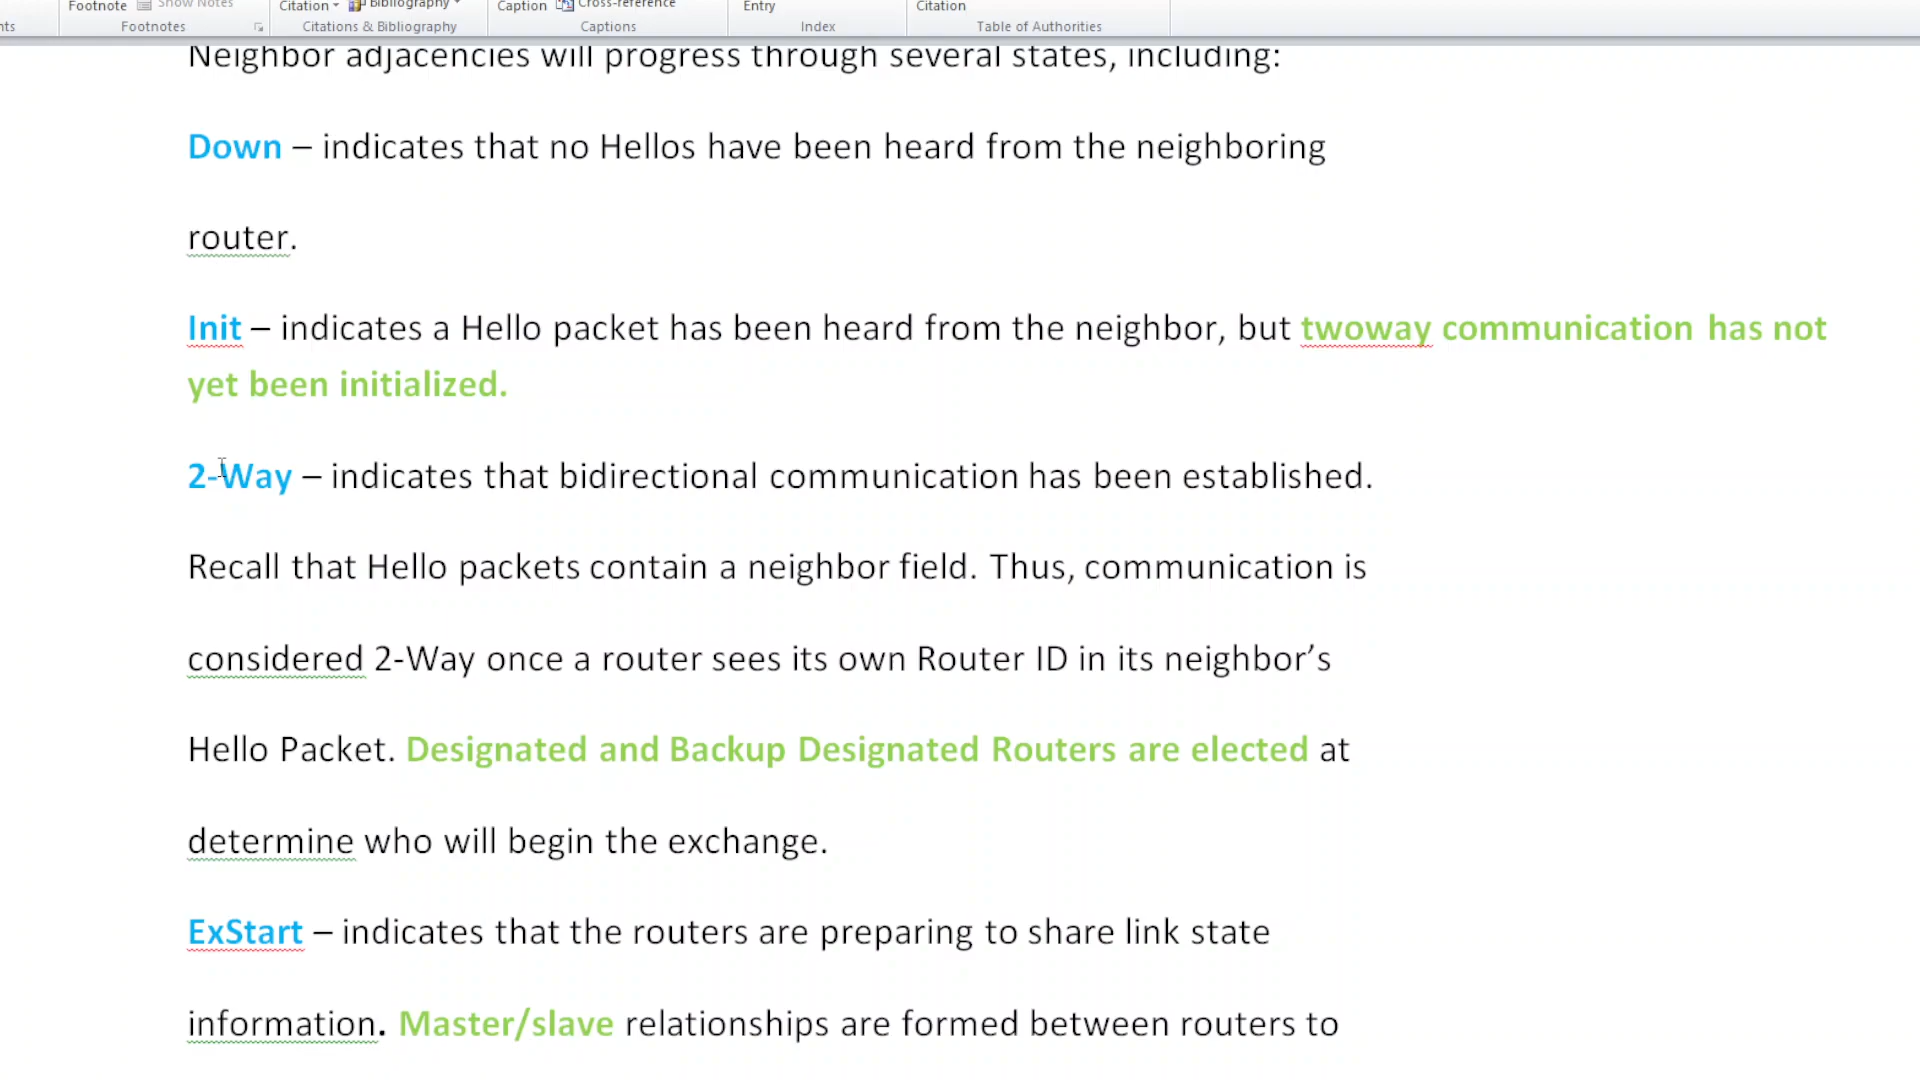 Footnote Show Notes Citation Bibliography Caption Cross-reference Entry Citation
nts Footnotes Citations & Bibliography Captions Index Table of Authorities
Neighbor adjacencies will progress through several states, including:
Down – indicates that no Hellos have been heard from the neighboring
router.
Init – indicates a Hello packet has been heard from the neighbor, but twoway communication has not
yet been initialized.
2-Way – indicates that bidirectional communication has been established.
Recall that Hello packets contain a neighbor field. Thus, communication is
considered 2-Way once a router sees its own Router ID in its neighbor’s
Hello Packet. Designated and Backup Designated Routers are elected at
determine who will begin the exchange.
ExStart – indicates that the routers are preparing to share link state
information. Master/slave relationships are formed between routers to